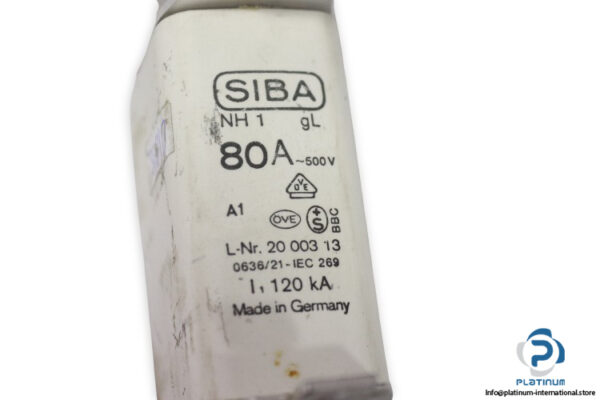 SIBA
NH 1 gL
80A ~500V
VDE
A1 ÖVE +S BBC
L-Nr. 20 003 13
0636/21-IEC 269
I₁ 120 kA
Made in Germany
PLATINUM
Info@platinum-international.store